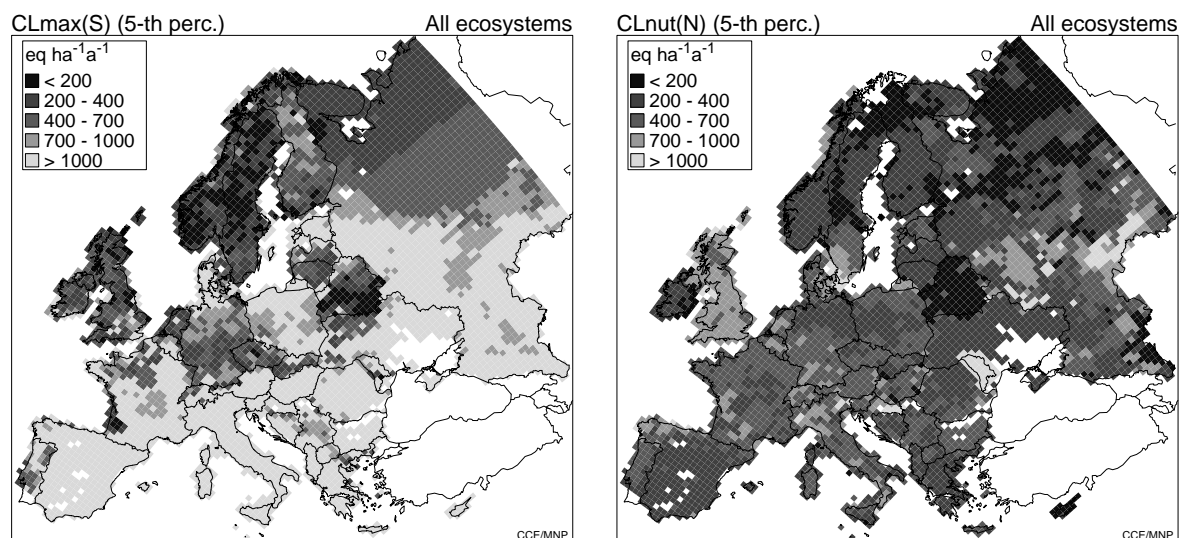 CLmax(S) (5-th perc.) All ecosystems
eq ha⁻¹a⁻¹
< 200
200 - 400
400 - 700
700 - 1000
> 1000
CCE/MNP
CLnut(N) (5-th perc.) All ecosystems
eq ha⁻¹a⁻¹
< 200
200 - 400
400 - 700
700 - 1000
> 1000
CCE/MNP